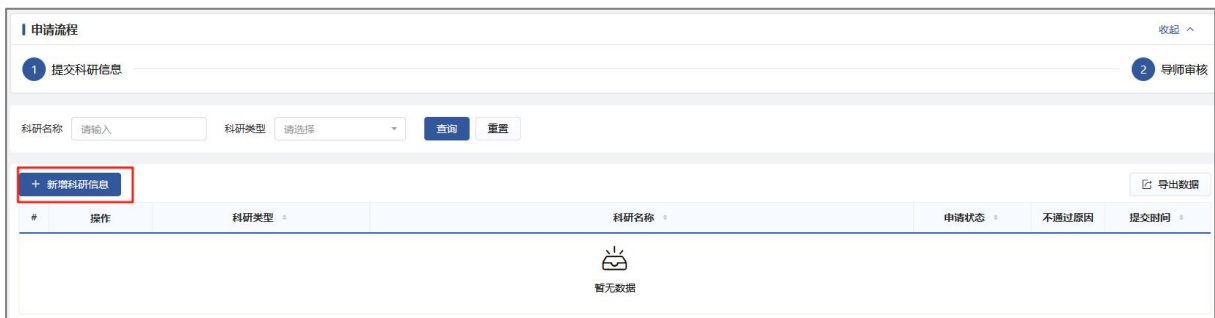 申请流程 收起
1 提交科研信息 2 导师审核
科研名称 请输入 科研类型 请选择 查询 重置
+ 新增科研信息 导出数据
# 操作 科研类型 科研名称 申请状态 不通过原因 提交时间
暂无数据